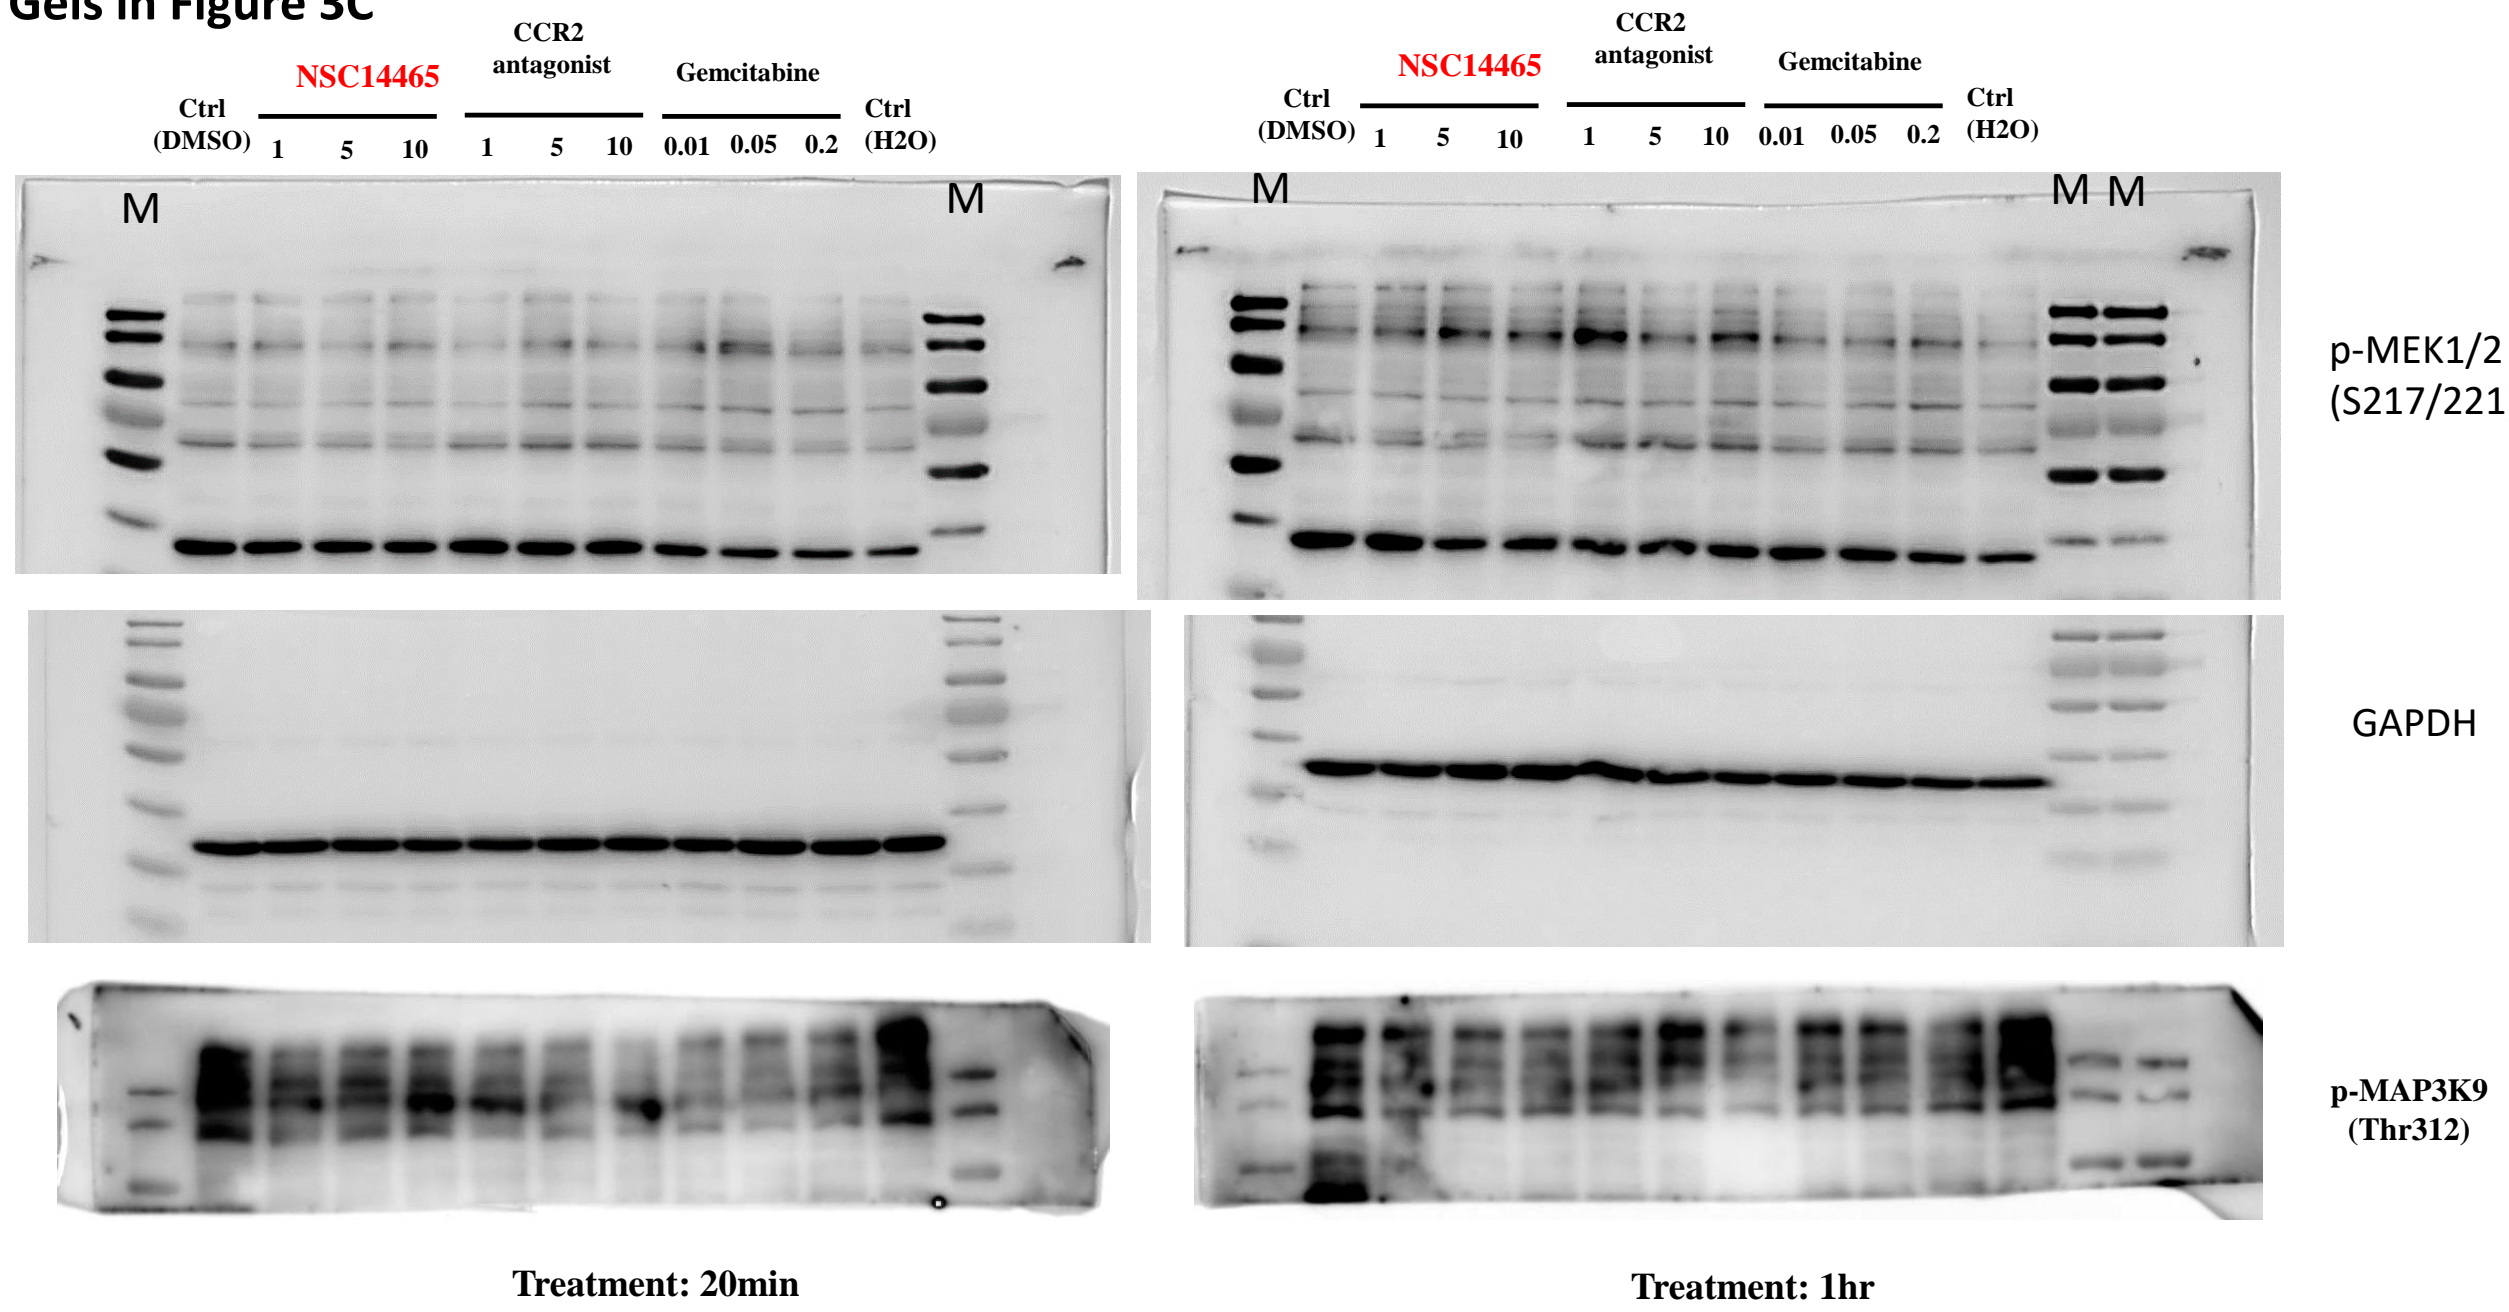 Gels in Figure 3C
CCR2
antagonist
NSC14465
Gemcitabine
Ctrl
(DMSO)
1 5 10 1 5 10 0.01 0.05 0.2
Ctrl
(H2O)
CCR2
antagonist
NSC14465
Gemcitabine
Ctrl
(DMSO)
1 5 10 1 5 10 0.01 0.05 0.2
Ctrl
(H2O)
M M
M M M
p-MEK1/2
(S217/221
GAPDH
p-MAP3K9
(Thr312)
Treatment: 20min
Treatment: 1hr